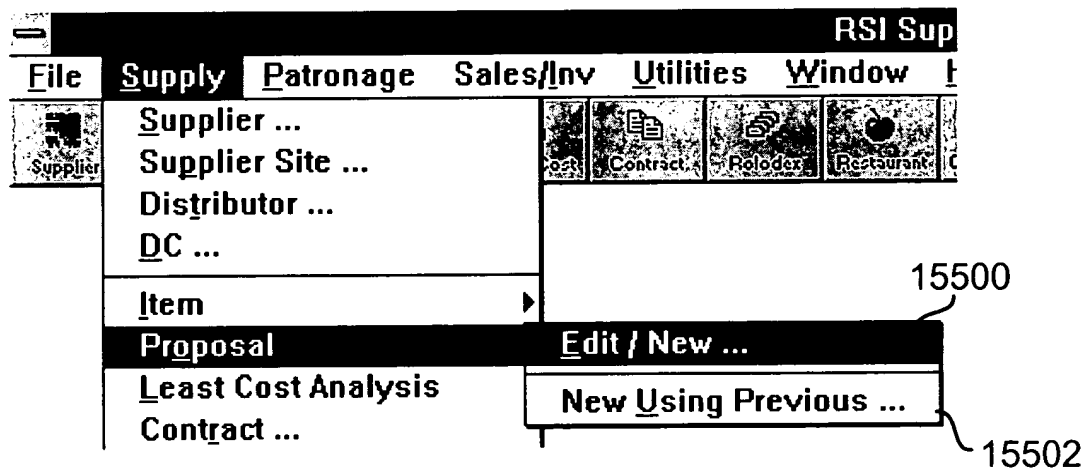 RSI Sup
File Supply Patronage Sales/Inv Utilities Window
Supplier Contract Rolodex Restaurant
Supplier ...
Supplier Site ...
Distributor ...
DC ...
Item
Proposal
Least Cost Analysis
Contract ...
Edit / New ...
New Using Previous ...
15500
15502